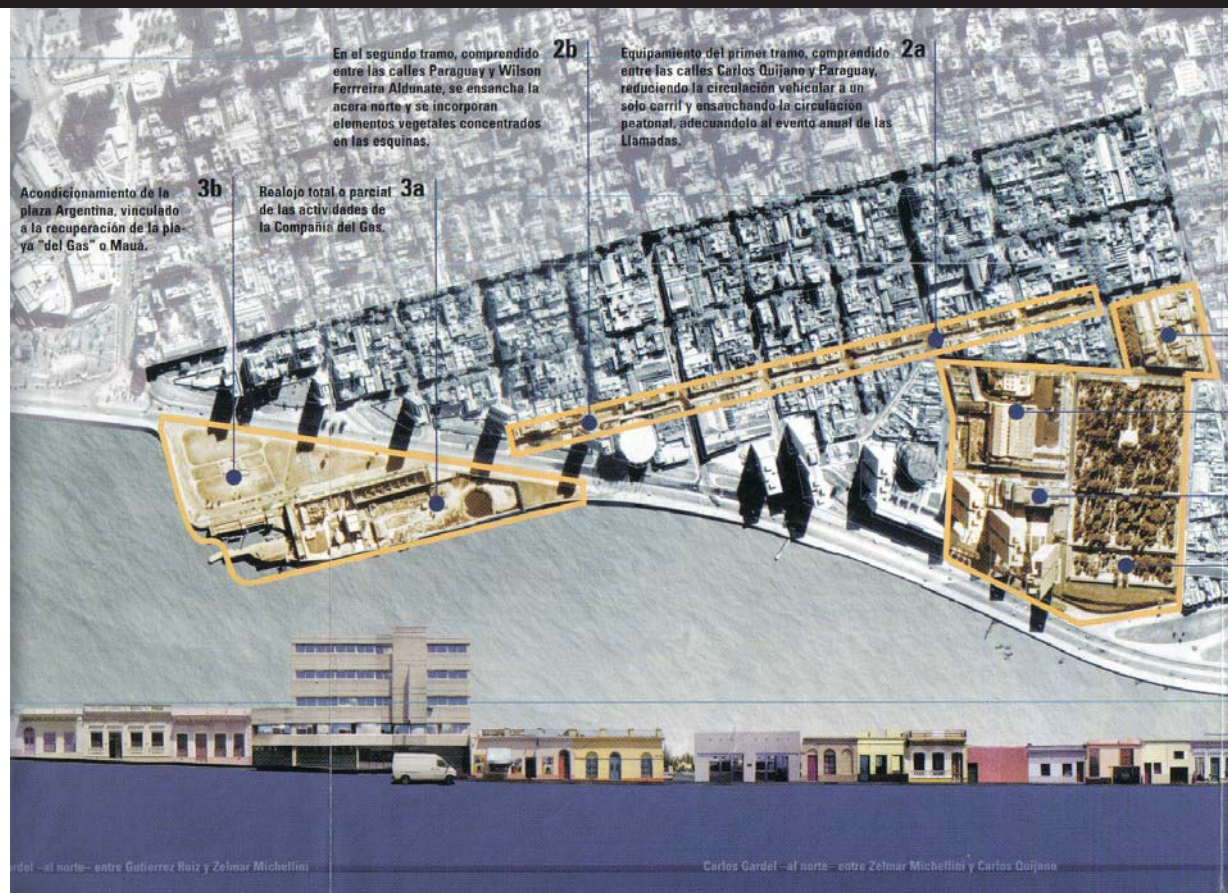 En el segundo tramo, comprendido
entre las calles Paraguay y Wilson
Ferrreira Aldunate, se ensancha la
acera norte y se incorporan
elementos vegetales concentrados
en las esquinas.
2b
Equipamiento del primer tramo, comprendido
entre las calles Carlos Quijano y Paraguay,
reduciendo la circulación vehicular a un
sólo carril y ensanchando la circulación
peatonal, adecuandolo al evento anual de las
Llamadas.
2a
Acondicionamiento de la
plaza Argentina, vinculado
a la recuperación de la pla-
ya "del Gas" o Mauá.
3b
Realojo total o parcial
de las actividades de
la Compañía del Gas.
3a
rdel –al norte– entre Gutierrez Ruiz y Zelmar Michellini
Carlos Gardel –al norte– entre Zelmar Michellini y Carlos Quijano